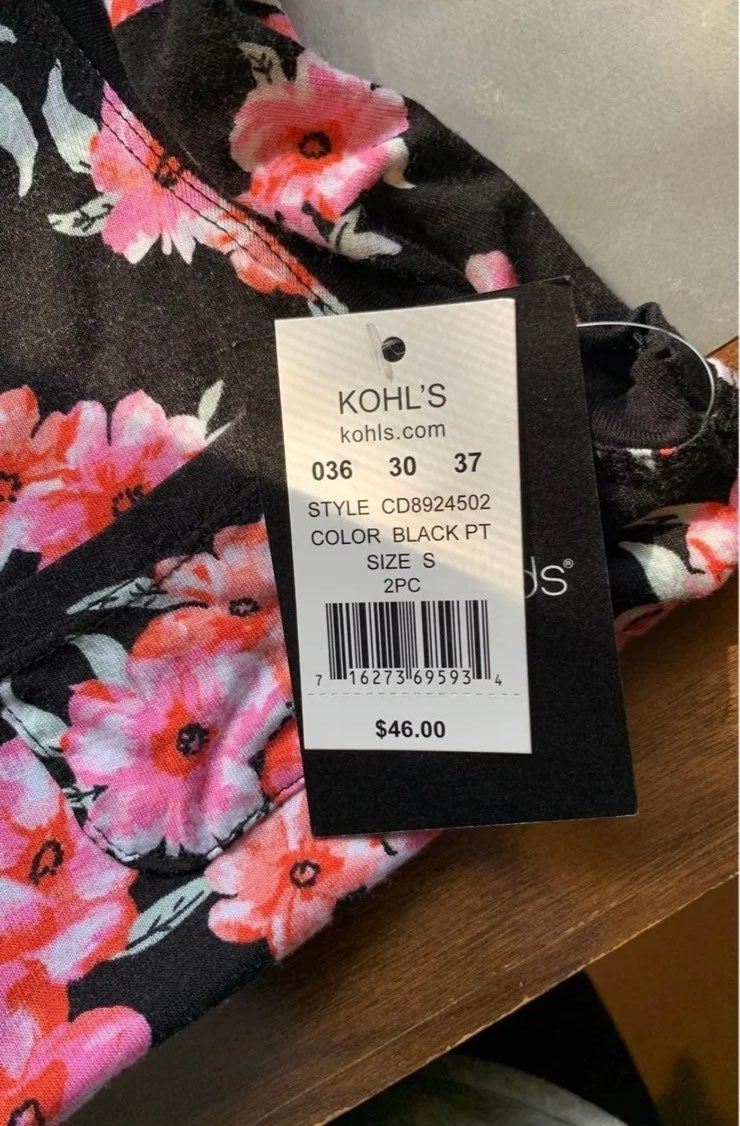 KOHL'S
kohls.com
036 30 37
STYLE CD8924502
COLOR BLACK PT
SIZE S
2PC
ds®
7 16273 69593 4
$46.00